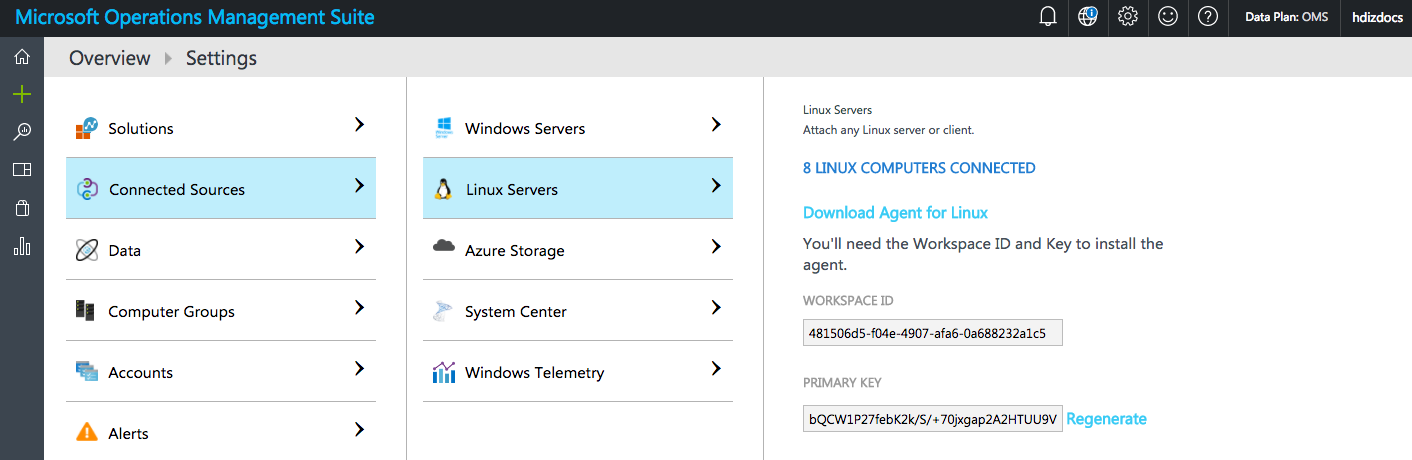 Microsoft Operations Management Suite
Data Plan: OMS
hdizdocs
Overview
Settings
Solutions
Connected Sources
Data
Computer Groups
Accounts
Alerts
Windows Servers
Linux Servers
Azure Storage
System Center
Windows Telemetry
Linux Servers
Attach any Linux server or client.
8 LINUX COMPUTERS CONNECTED
Download Agent for Linux
You'll need the Workspace ID and Key to install the
agent.
WORKSPACE ID
481506d5-f04e-4907-afa6-0a688232a1c5
PRIMARY KEY
bQCW1P27febK2k/S/+70jxgap2A2HTUU9V
Regenerate